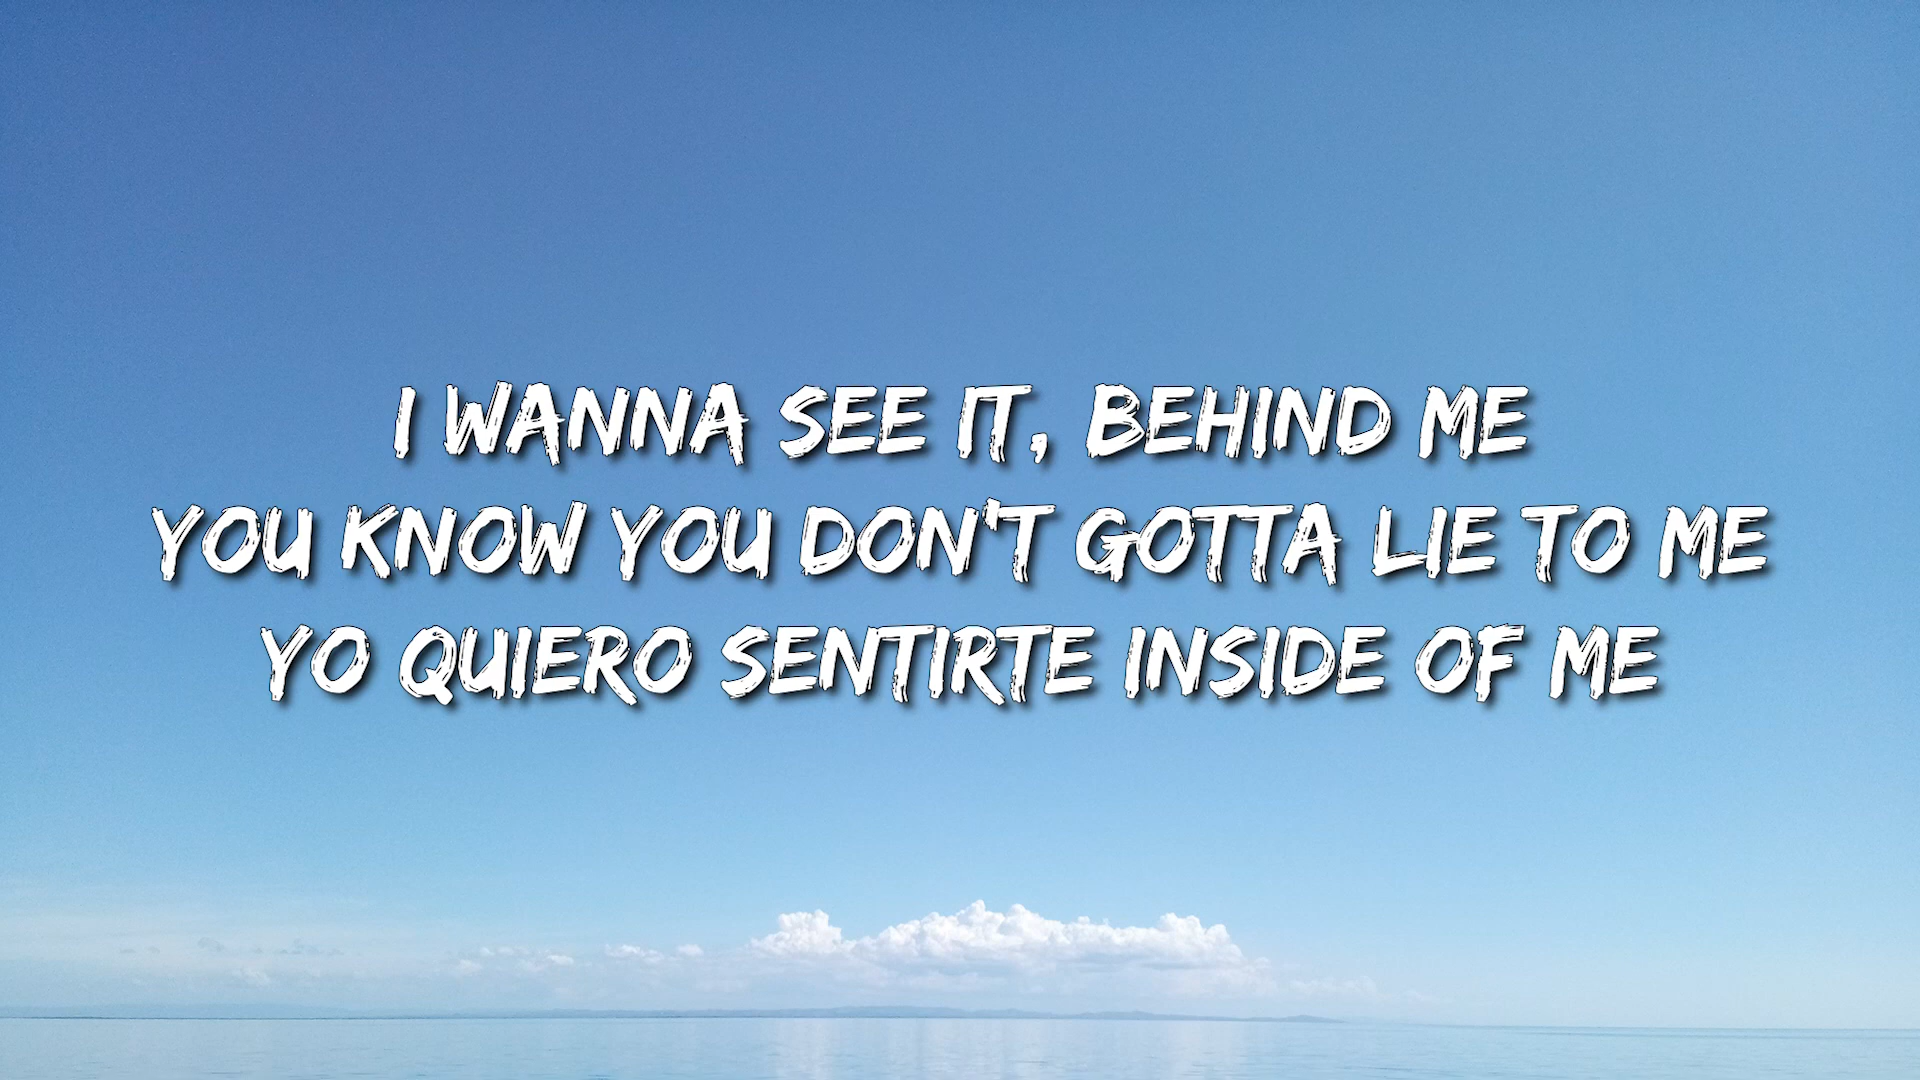 I WANNA SEE IT, BEHIND ME
YOU KNOW YOU DON'T GOTTA LIE TO ME
YO QUIERO SENTIRTE INSIDE OF ME